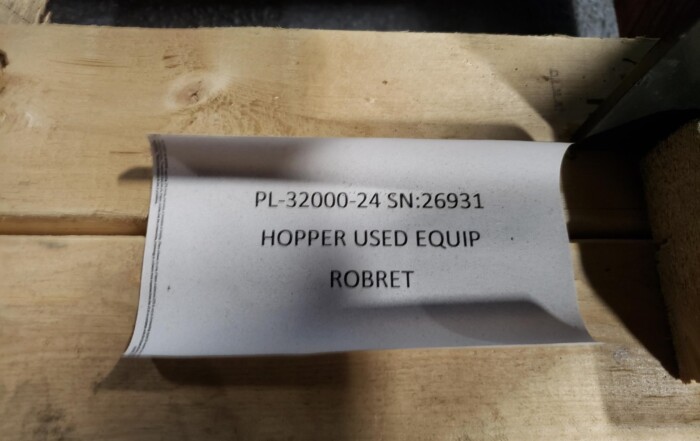 PL-32000-24 SN:26931
HOPPER USED EQUIP
ROBRET